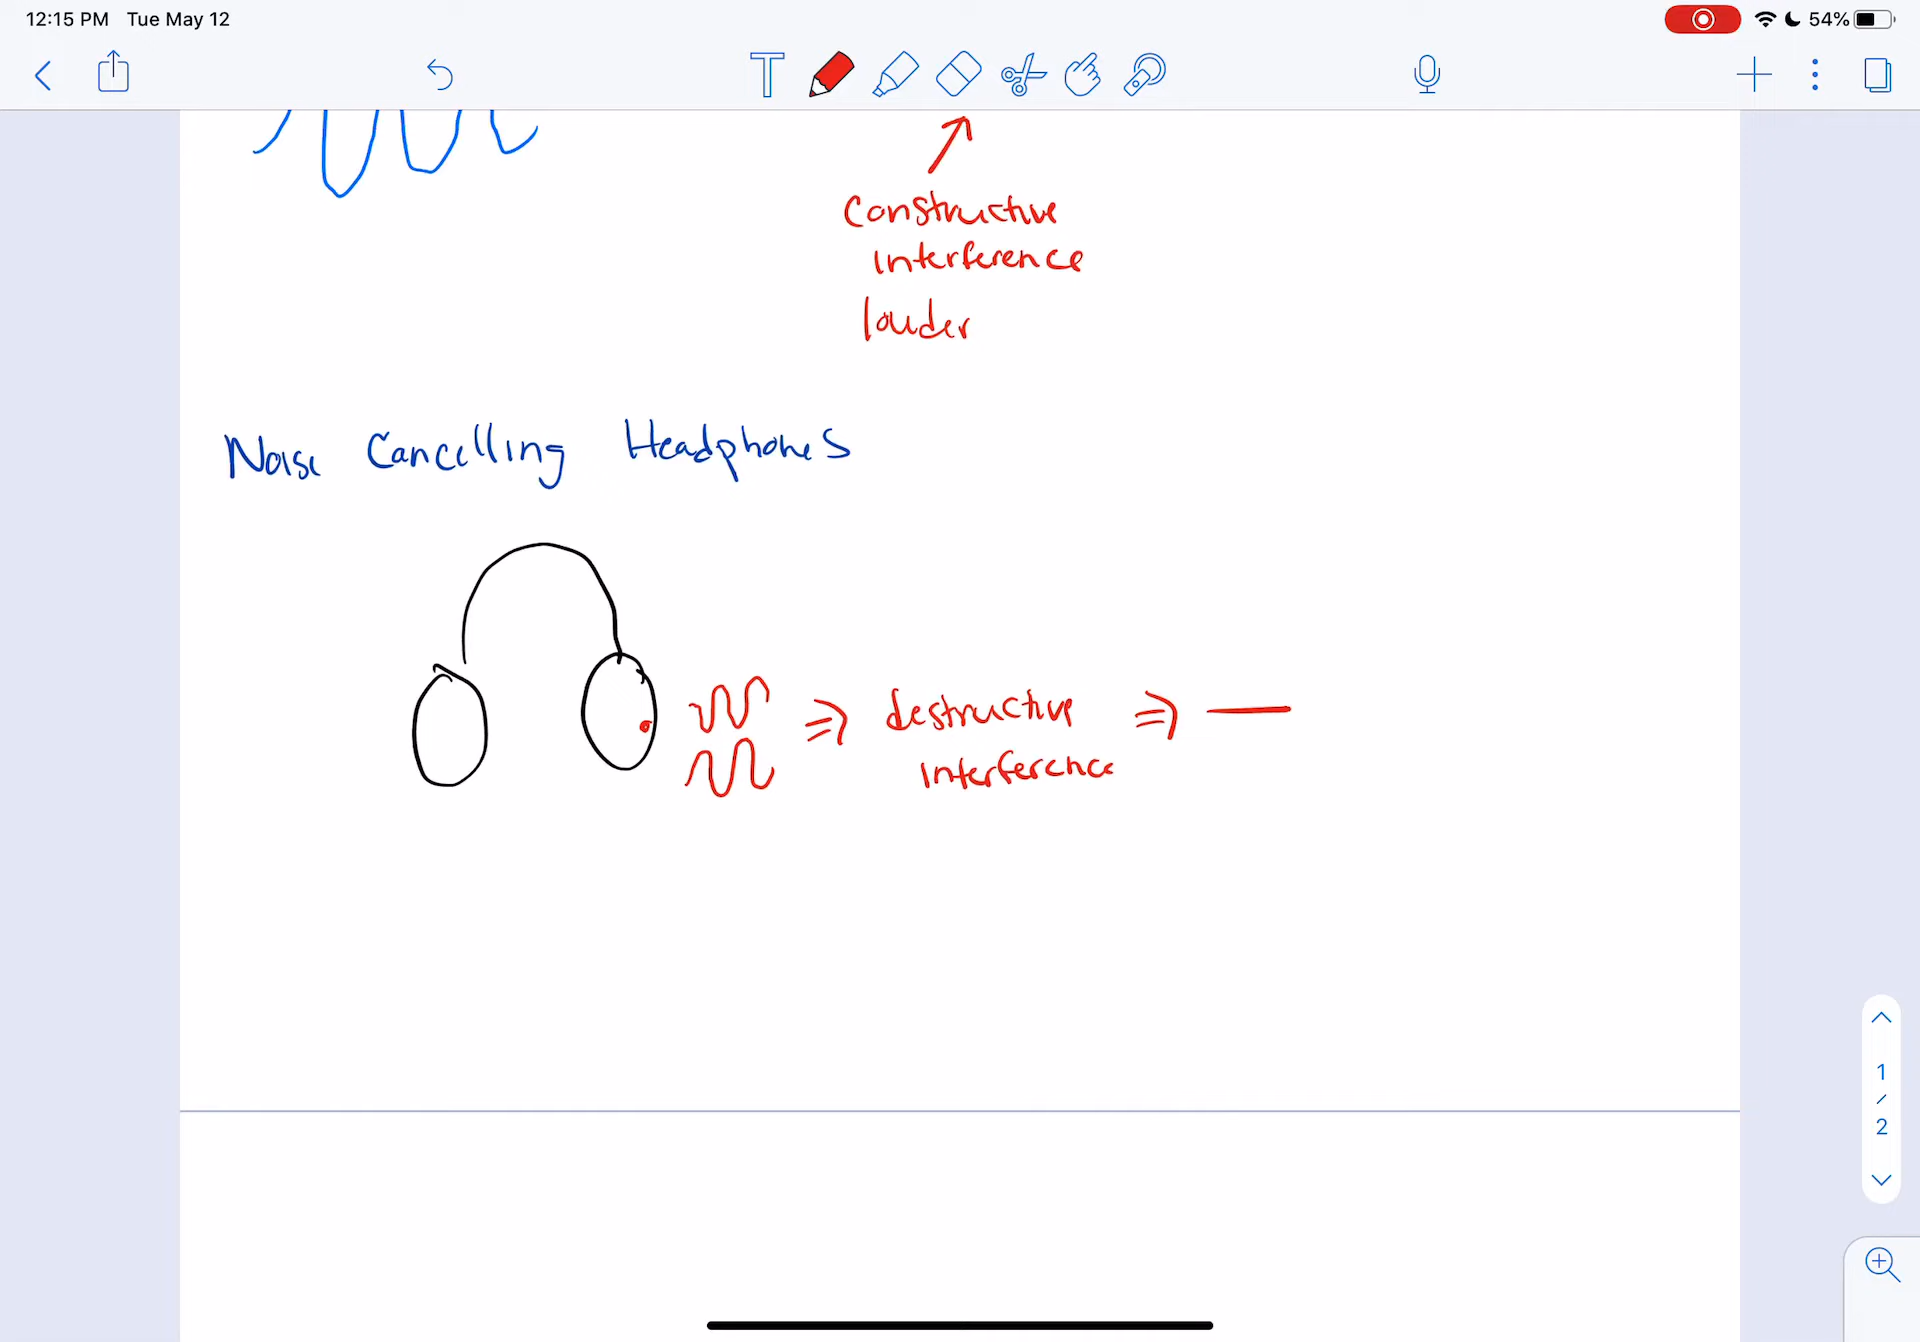 12:15 PM Tue May 12
54%
T
Constructive
interference
louder
Noise Cancelling Headphones
destructive
interference
1
/
2